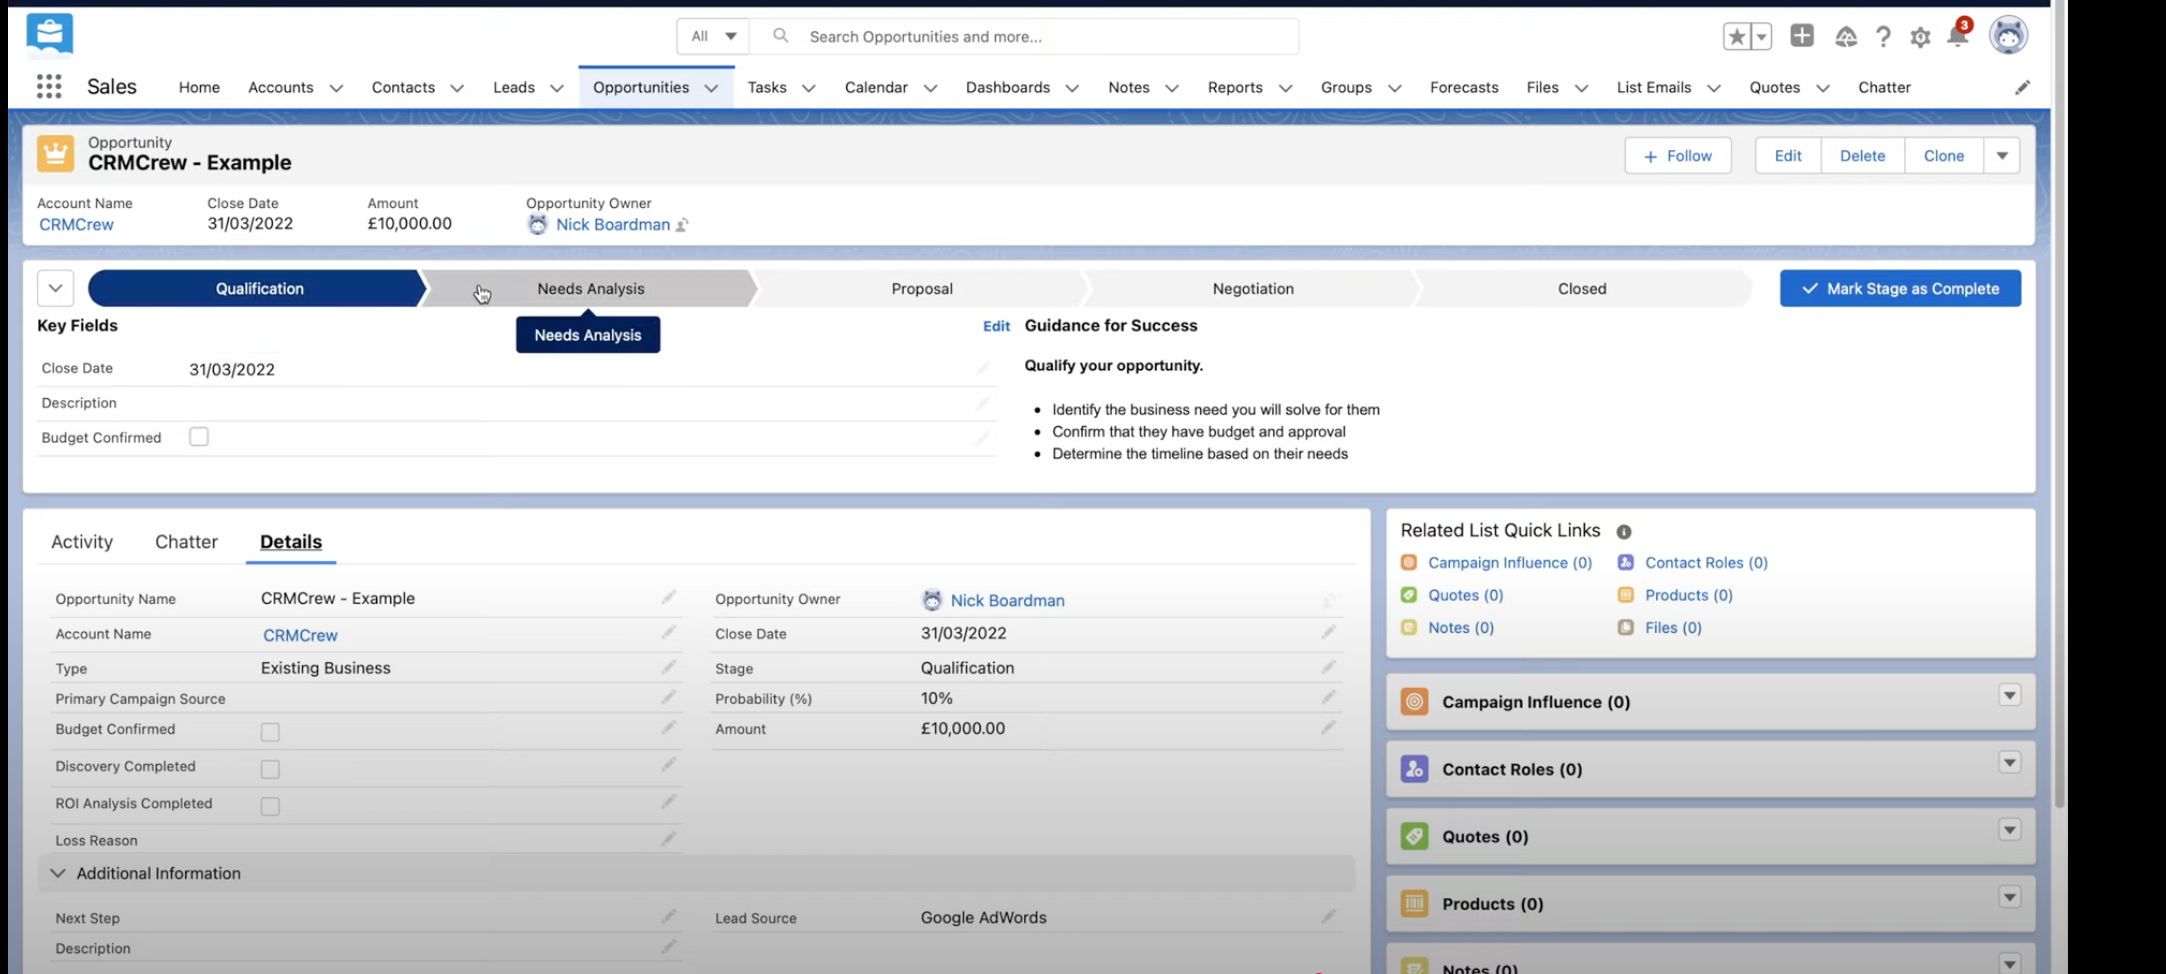 All
Search Opportunities and more...
3
Sales Home Accounts Contacts Leads Opportunities Tasks Calendar Dashboards Notes Reports Groups Forecasts Files List Emails Quotes Chatter
Opportunity
CRMCrew - Example
+ Follow Edit Delete Clone
Account Name Close Date Amount Opportunity Owner
CRMCrew 31/03/2022 £10,000.00 Nick Boardman
Qualification Needs Analysis Proposal Negotiation Closed Mark Stage as Complete
Key Fields Edit Guidance for Success
Needs Analysis
Close Date 31/03/2022
Description
Budget Confirmed
Qualify your opportunity.
• Identify the business need you will solve for them
• Confirm that they have budget and approval
• Determine the timeline based on their needs
Activity Chatter Details
Opportunity Name CRMCrew - Example
Account Name CRMCrew
Type Existing Business
Primary Campaign Source
Budget Confirmed
Discovery Completed
ROI Analysis Completed
Loss Reason
Opportunity Owner Nick Boardman
Close Date 31/03/2022
Stage Qualification
Probability (%) 10%
Amount £10,000.00
Additional Information
Next Step
Description
Lead Source Google AdWords
Related List Quick Links
Campaign Influence (0) Contact Roles (0)
Quotes (0) Products (0)
Notes (0) Files (0)
Campaign Influence (0)
Contact Roles (0)
Quotes (0)
Products (0)
Notes (0)